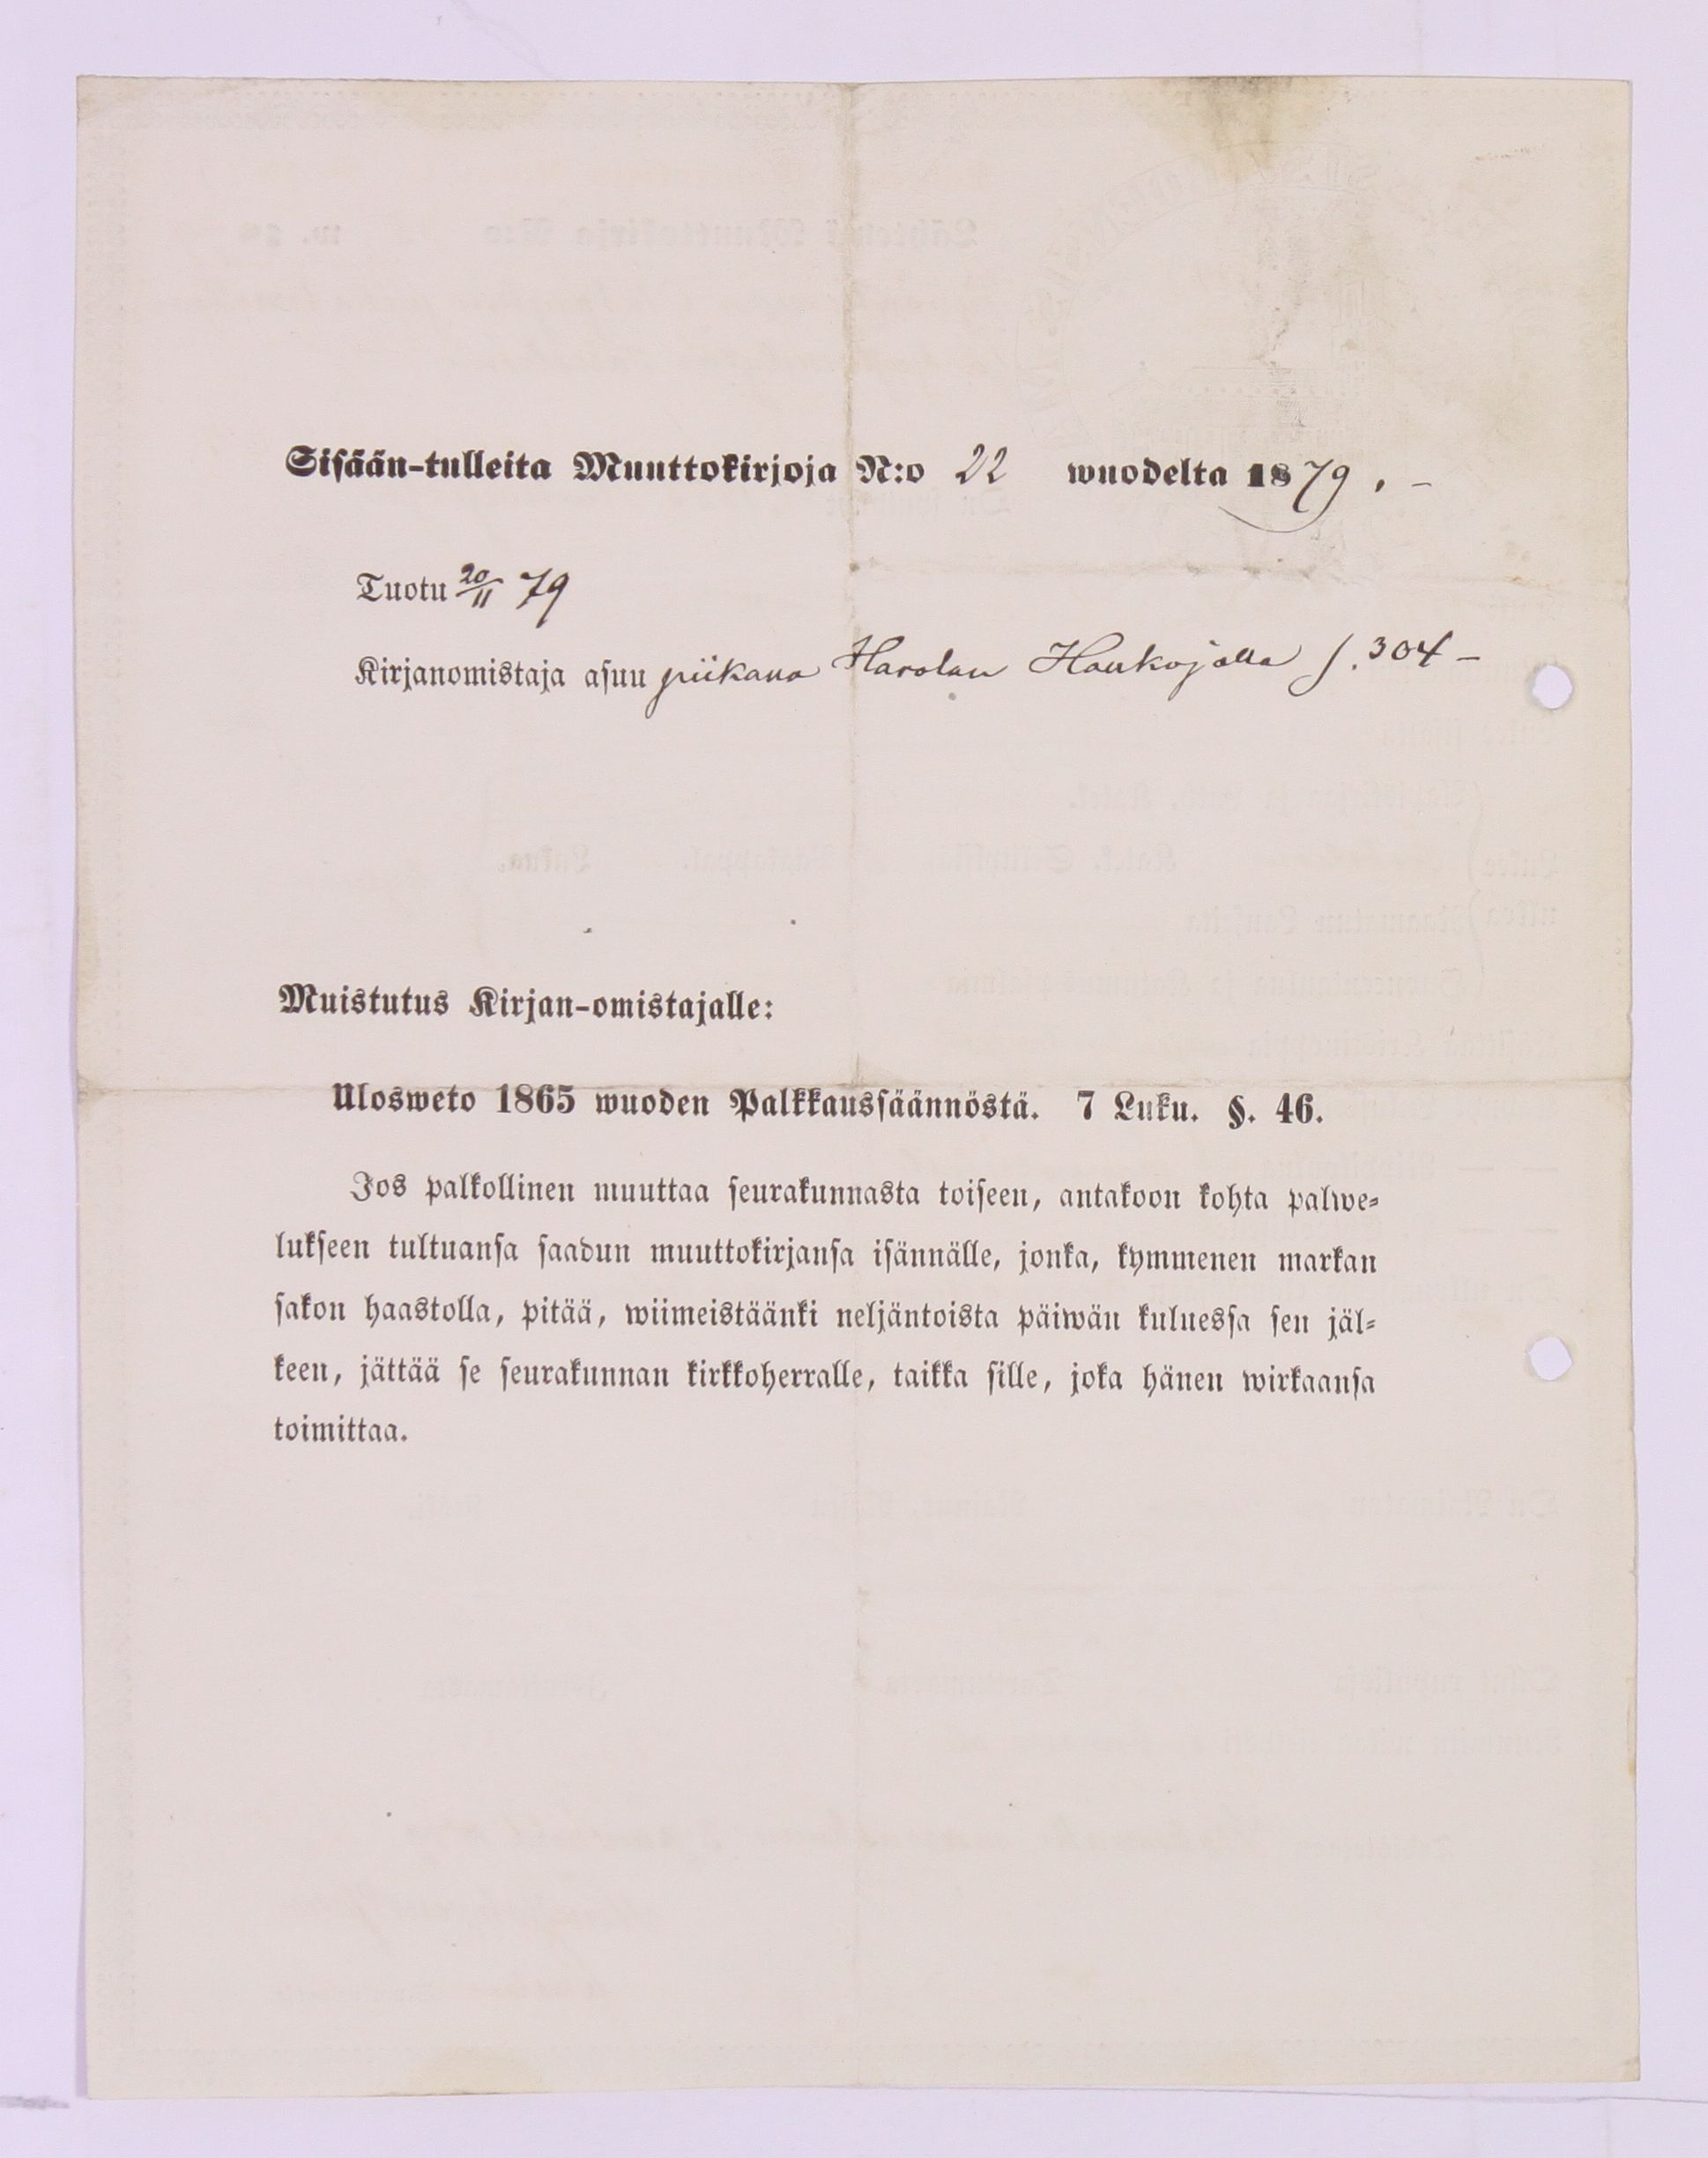 Sisään-tulleita Muuttokirjoja N:o 22 wuodelta 1879. –
Tuotu 20/11 79
Kirjanomistaja asuu piikana Harolan Haukojalla s. 304 –
Muistutus Kirjan-omistajalle:
Ulosweto 1865 wuoden Palkkaussäännöstä. 7 Luku. §. 46.
Jos palkollinen muuttaa seurakunnasta toiseen, antakoon kohta palwe-
lukseen tultuansa saadun muuttokirjansa isännälle, jonka, kymmenen markan
sakon haastolla, pitää, wiimeistäänki neljäntoista päiwän kuluessa sen jäl-
keen, jättää se seurakunnan kirkkoherralle, taikka sille, joka hänen wirkaansa
toimittaa.